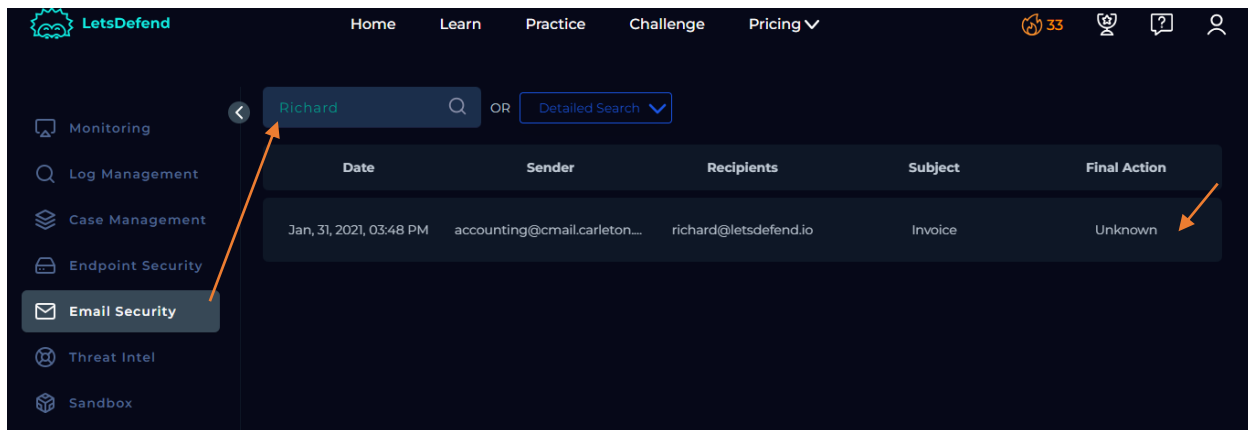 LetsDefend Home Learn Practice Challenge Pricing 33
Richard OR Detailed Search
Monitoring
Log Management
Case Management
Endpoint Security
Email Security
Threat Intel
Sandbox
Date Sender Recipients Subject Final Action
Jan, 31, 2021, 03:48 PM accounting@cmail.carleton.... richard@letsdefend.io Invoice Unknown